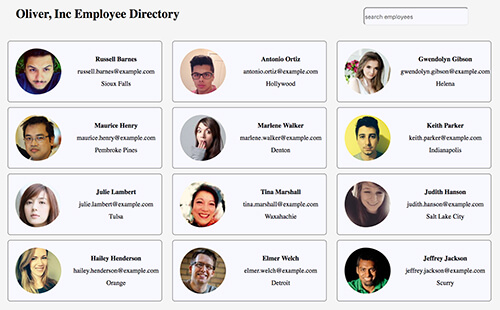 Oliver, Inc Employee Directory
search employees
Russell Barnes
russell.barnes@example.com
Sioux Falls
Antonio Ortiz
antonio.ortiz@example.com
Hollywood
Gwendolyn Gibson
gwendolyn.gibson@example.com
Helena
Maurice Henry
maurice.henry@example.com
Pembroke Pines
Marlene Walker
marlene.walker@example.com
Denton
Keith Parker
keith.parker@example.com
Indianapolis
Julie Lambert
julie.lambert@example.com
Tulsa
Tina Marshall
tina.marshall@example.com
Waxahachie
Judith Hanson
judith.hanson@example.com
Salt Lake City
Hailey Henderson
hailey.henderson@example.com
Orange
Elmer Welch
elmer.welch@example.com
Detroit
Jeffrey Jackson
jeffrey.jackson@example.com
Scurry